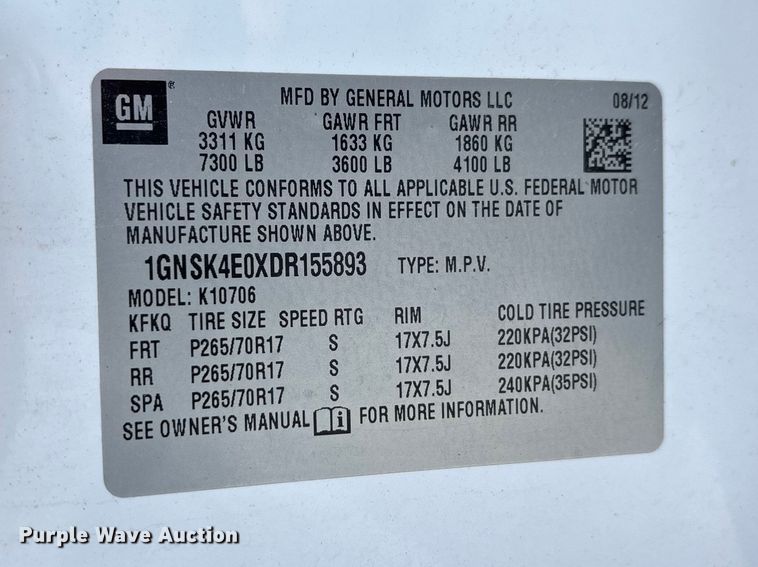 GM ®
MFD BY GENERAL MOTORS LLC 08/12
GVWR GAWR FRT GAWR RR
3311 KG 1633 KG 1860 KG
7300 LB 3600 LB 4100 LB
THIS VEHICLE CONFORMS TO ALL APPLICABLE U.S. FEDERAL MOTOR
VEHICLE SAFETY STANDARDS IN EFFECT ON THE DATE OF
MANUFACTURE SHOWN ABOVE.
1GNSK4E0XDR155893 TYPE: M.P.V.
MODEL: K10706
KFKQ TIRE SIZE SPEED RTG RIM COLD TIRE PRESSURE
FRT P265/70R17 S 17X7.5J 220KPA(32PSI)
RR P265/70R17 S 17X7.5J 220KPA(32PSI)
SPA P265/70R17 S 17X7.5J 240KPA(35PSI)
SEE OWNER'S MANUAL i FOR MORE INFORMATION.
Purple Wave Auction